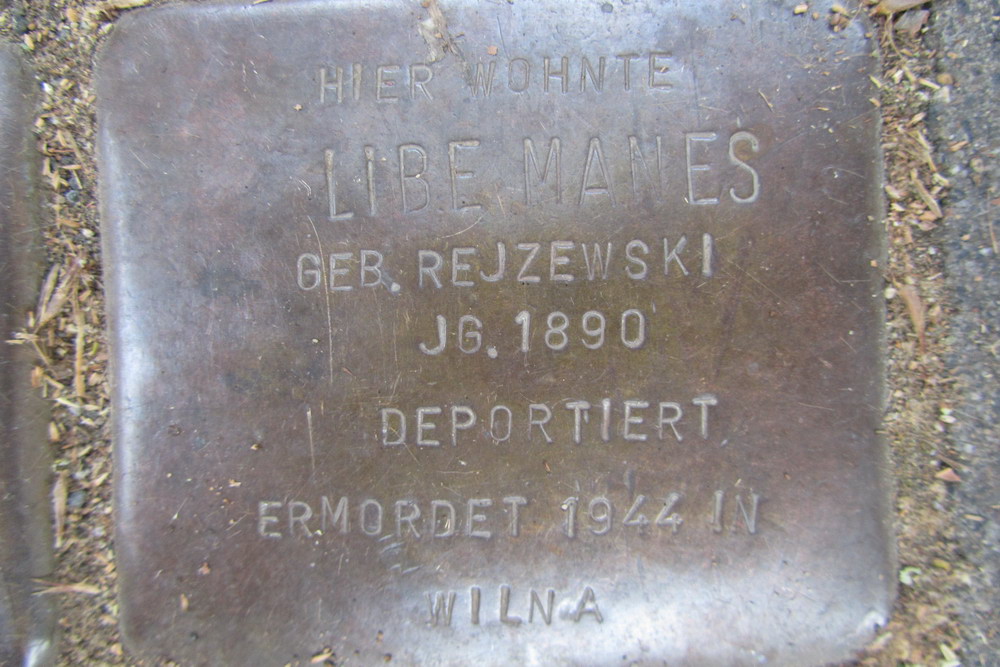 HIER WOHNTE
LIBE MANES
GEB. REJZEWSKI
JG. 1890
DEPORTIERT
ERMORDET 1944 IN
WILNA